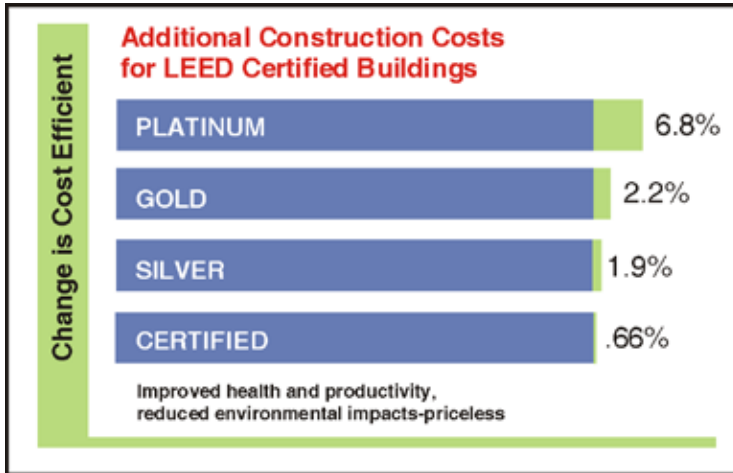 Change is Cost Efficient
Additional Construction Costs
for LEED Certified Buildings
PLATINUM 6.8%
GOLD 2.2%
SILVER 1.9%
CERTIFIED .66%
Improved health and productivity,
reduced environmental impacts-priceless